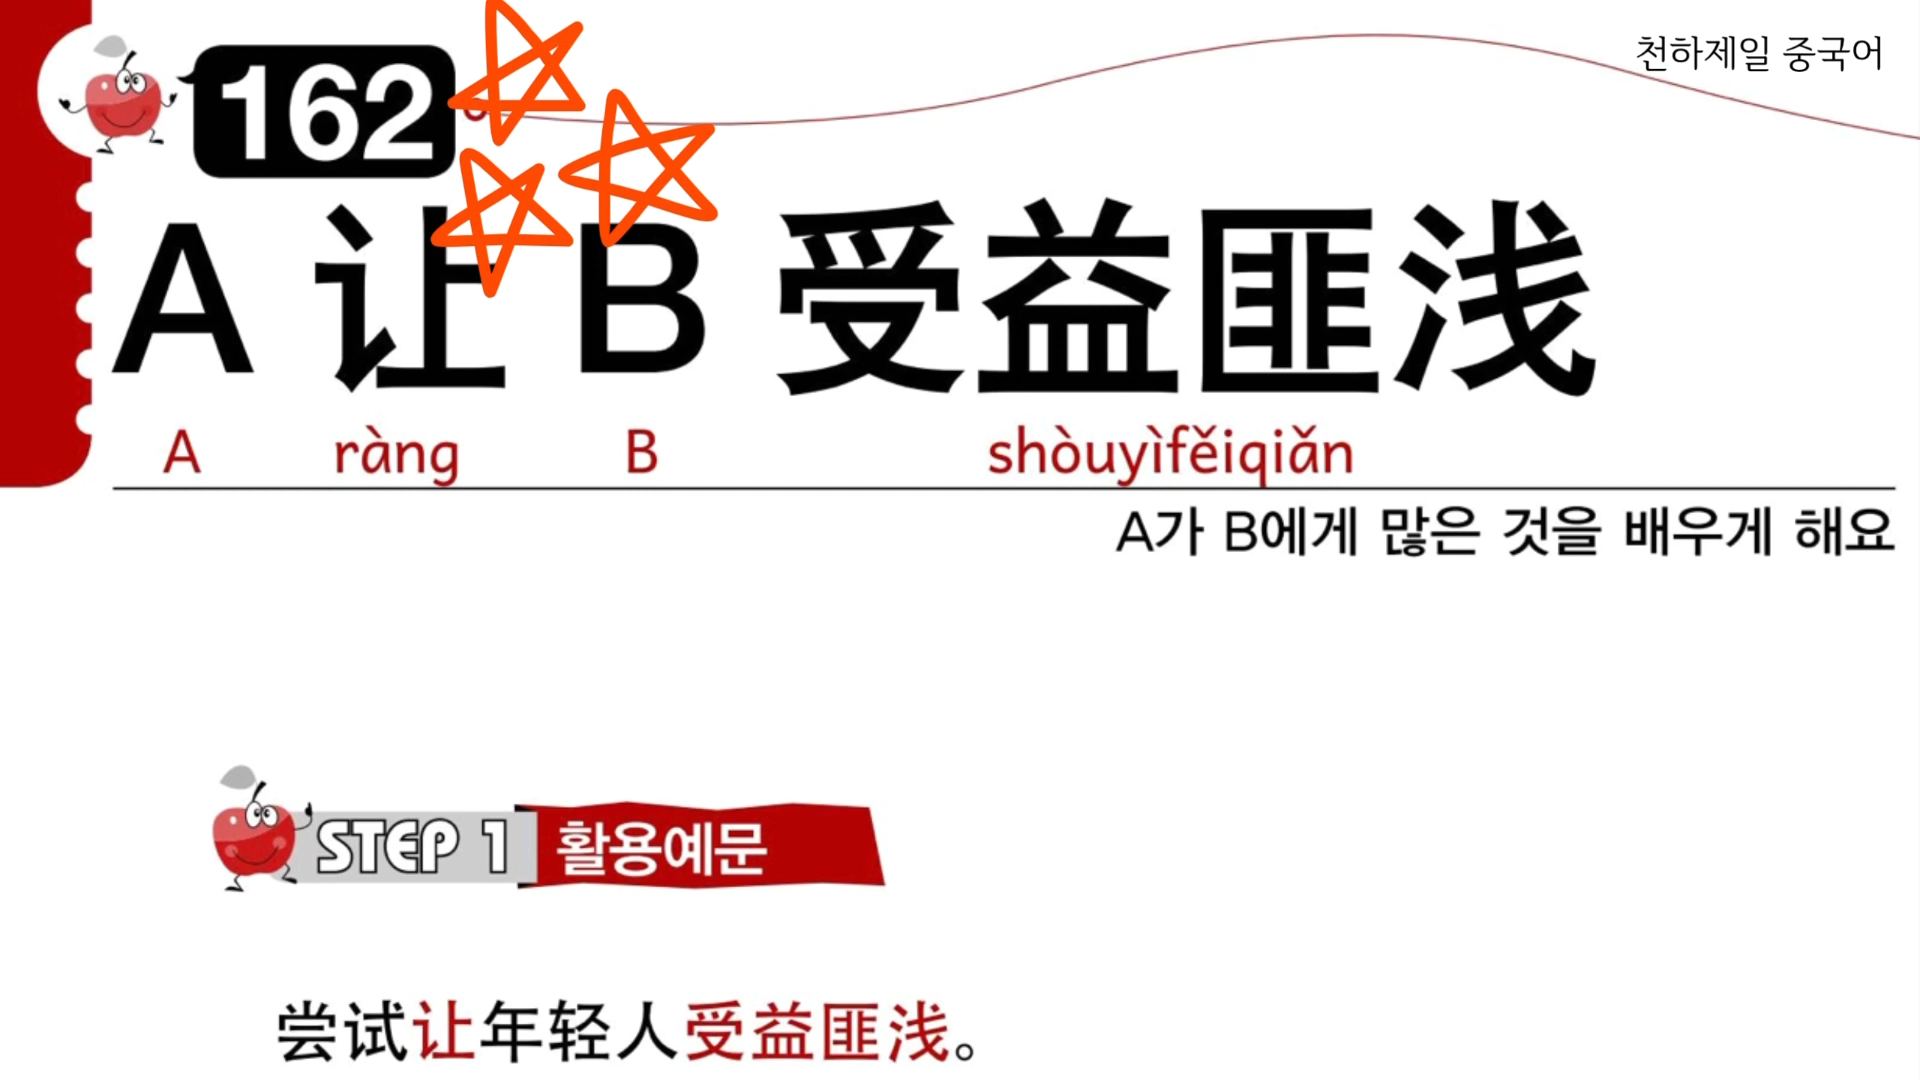 천하제일 중국어
162
A 让 B 受益匪浅
A ràng B shòuyìfěiqiǎn
A가 B에게 많은 것을 배우게 해요
STEP 1 활용예문
尝试让年轻人受益匪浅。